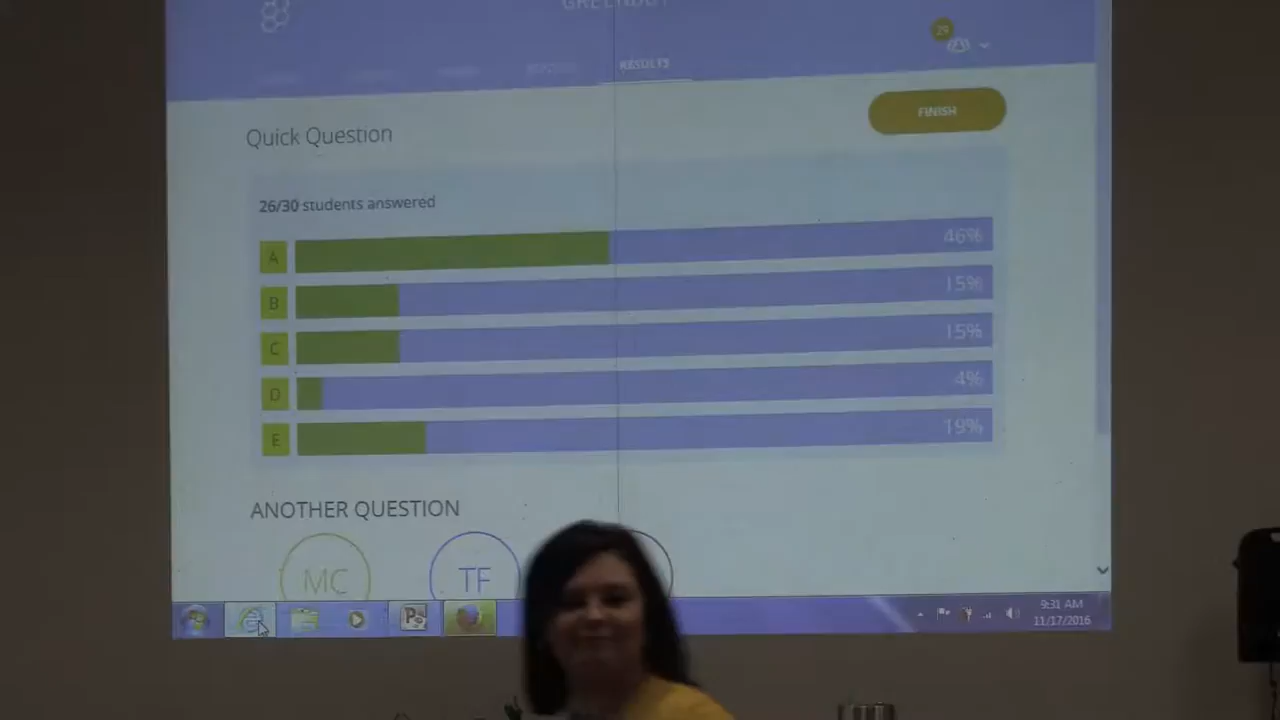 29
RESULTS
FINISH
Quick Question
26/30 students answered
A 46%
B 15%
C 15%
D 4%
E 19%
ANOTHER QUESTION
MC TF
9:31 AM
11/17/2016